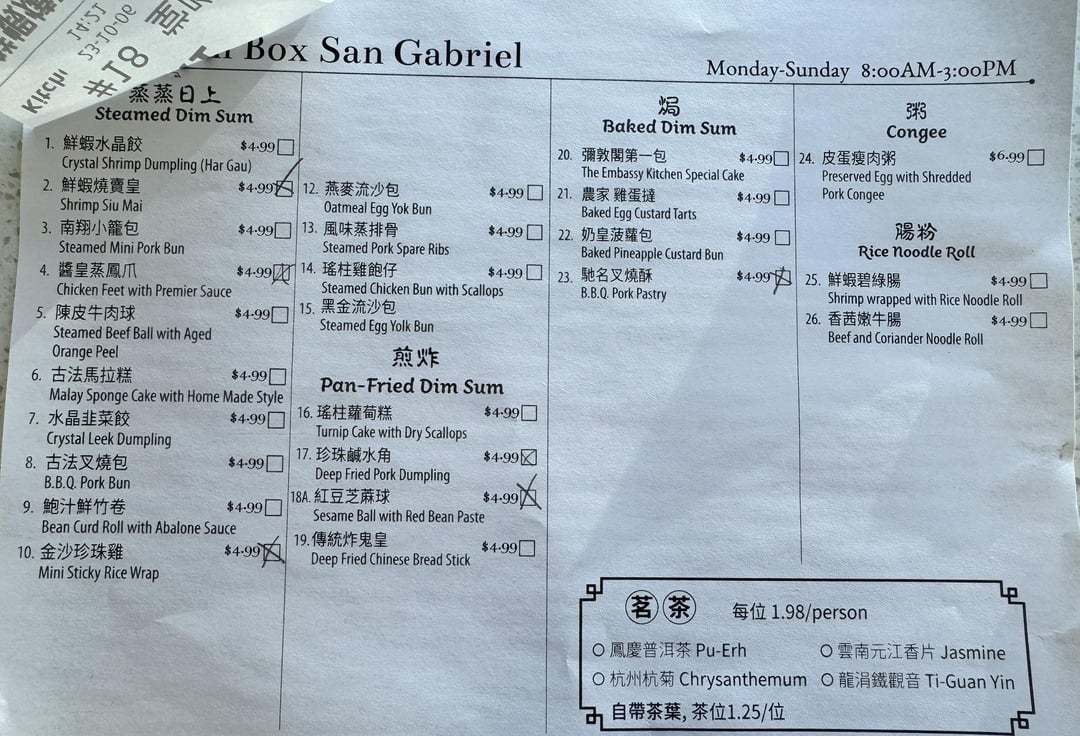 14:21
23-10-06
#18
Kitch
Box San Gabriel
Monday-Sunday 8:00AM-3:00PM
蒸蒸日上
Steamed Dim Sum
1. 鮮蝦水晶餃 $4.99
Crystal Shrimp Dumpling (Har Gau)
2. 鮮蝦燒賣皇 $4.99
Shrimp Siu Mai
3. 南翔小籠包 $4.99
Steamed Mini Pork Bun
4. 醬皇蒸鳳爪 $4.99
Chicken Feet with Premier Sauce
5. 陳皮牛肉球 $4.99
Steamed Beef Ball with Aged
Orange Peel
6. 古法馬拉糕 $4.99
Malay Sponge Cake with Home Made Style
7. 水晶韭菜餃 $4.99
Crystal Leek Dumpling
8. 古法叉燒包 $4.99
B.B.Q. Pork Bun
9. 鮑汁鮮竹卷 $4.99
Bean Curd Roll with Abalone Sauce
10. 金沙珍珠雞 $4.99
Mini Sticky Rice Wrap
12. 燕麥流沙包 $4.99
Oatmeal Egg Yok Bun
13. 風味蒸排骨 $4.99
Steamed Pork Spare Ribs
14. 瑤柱雞飽仔 $4.99
Steamed Chicken Bun with Scallops
15. 黑金流沙包
Steamed Egg Yolk Bun
煎炸
Pan-Fried Dim Sum
16. 瑤柱蘿蔔糕 $4.99
Turnip Cake with Dry Scallops
17. 珍珠鹹水角 $4.99
Deep Fried Pork Dumpling
18A. 紅豆芝蔴球 $4.99
Sesame Ball with Red Bean Paste
19. 傳統炸鬼皇 $4.99
Deep Fried Chinese Bread Stick
焗
Baked Dim Sum
20. 彌敦閣第一包 $4.99
The Embassy Kitchen Special Cake
21. 農家 雞蛋撻 $4.99
Baked Egg Custard Tarts
22. 奶皇菠蘿包 $4.99
Baked Pineapple Custard Bun
23. 馳名叉燒酥 $4.99
B.B.Q. Pork Pastry
粥
Congee
24. 皮蛋瘦肉粥 $6.99
Preserved Egg with Shredded
Pork Congee
腸粉
Rice Noodle Roll
25. 鮮蝦碧綠腸 $4.99
Shrimp wrapped with Rice Noodle Roll
26. 香茜嫩牛腸 $4.99
Beef and Coriander Noodle Roll
茗茶 每位 1.98/person
鳳慶普洱茶 Pu-Erh
雲南元江香片 Jasmine
杭州杭菊 Chrysanthemum
龍涓鐵觀音 Ti-Guan Yin
自帶茶葉, 茶位1.25/位